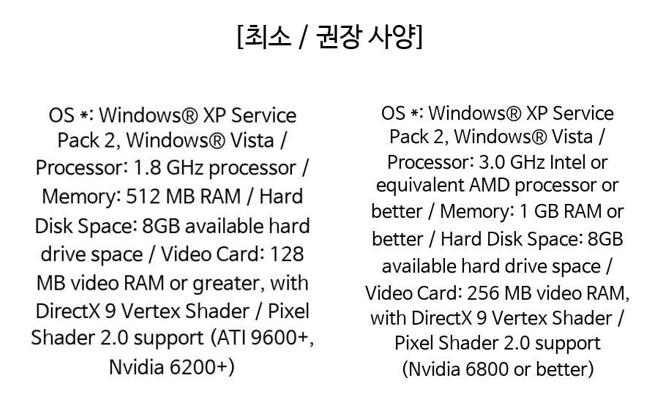 [최소 / 권장 사양]
OS *: Windows® XP Service
Pack 2, Windows® Vista /
Processor: 1.8 GHz processor /
Memory: 512 MB RAM / Hard
Disk Space: 8GB available hard
drive space / Video Card: 128
MB video RAM or greater, with
DirectX 9 Vertex Shader / Pixel
Shader 2.0 support (ATI 9600+,
Nvidia 6200+)
OS *: Windows® XP Service
Pack 2, Windows® Vista /
Processor: 3.0 GHz Intel or
equivalent AMD processor or
better / Memory: 1 GB RAM or
better / Hard Disk Space: 8GB
available hard drive space /
Video Card: 256 MB video RAM,
with DirectX 9 Vertex Shader /
Pixel Shader 2.0 support
(Nvidia 6800 or better)